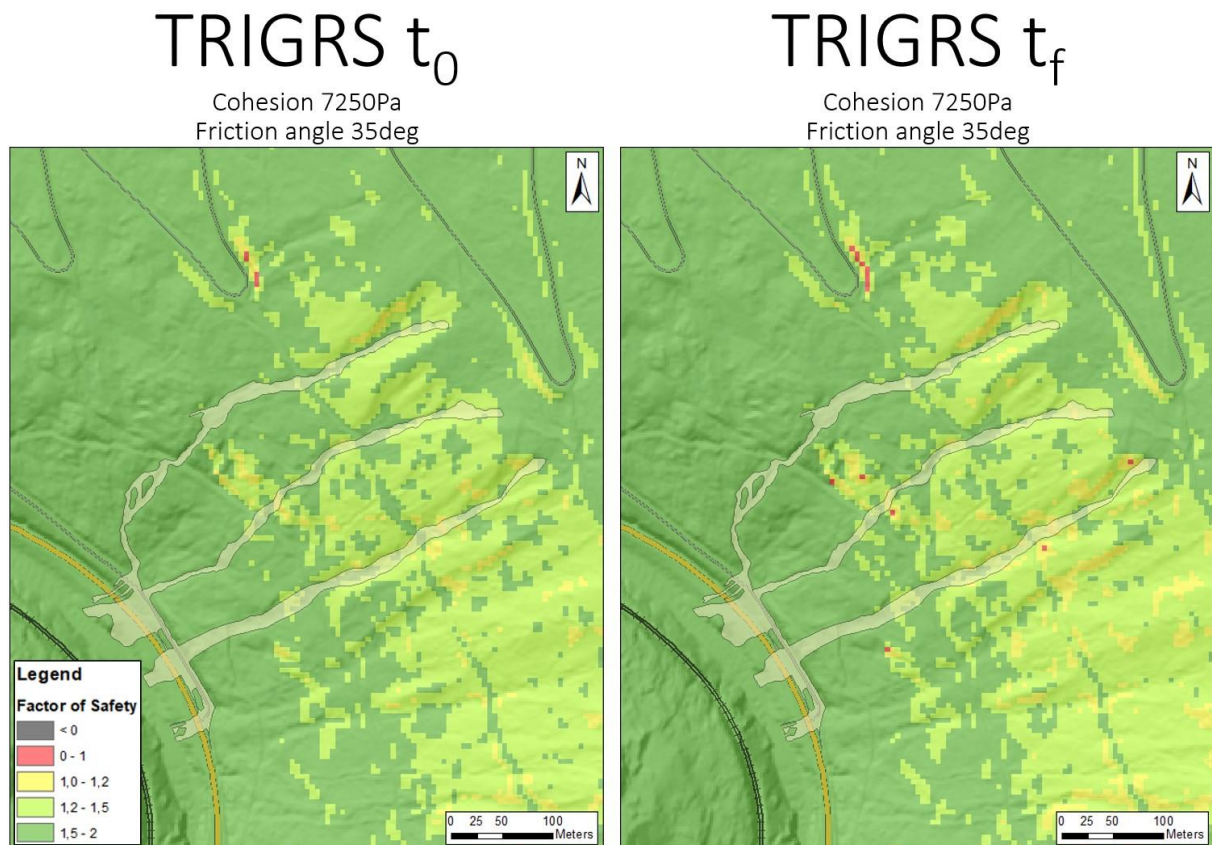 TRIGRS t0
Cohesion 7250Pa
Friction angle 35deg
N
Legend
Factor of Safety
< 0
0 - 1
1,0 - 1,2
1,2 - 1,5
1,5 - 2
0 25 50 100
Meters
TRIGRS tf
Cohesion 7250Pa
Friction angle 35deg
N
0 25 50 100
Meters